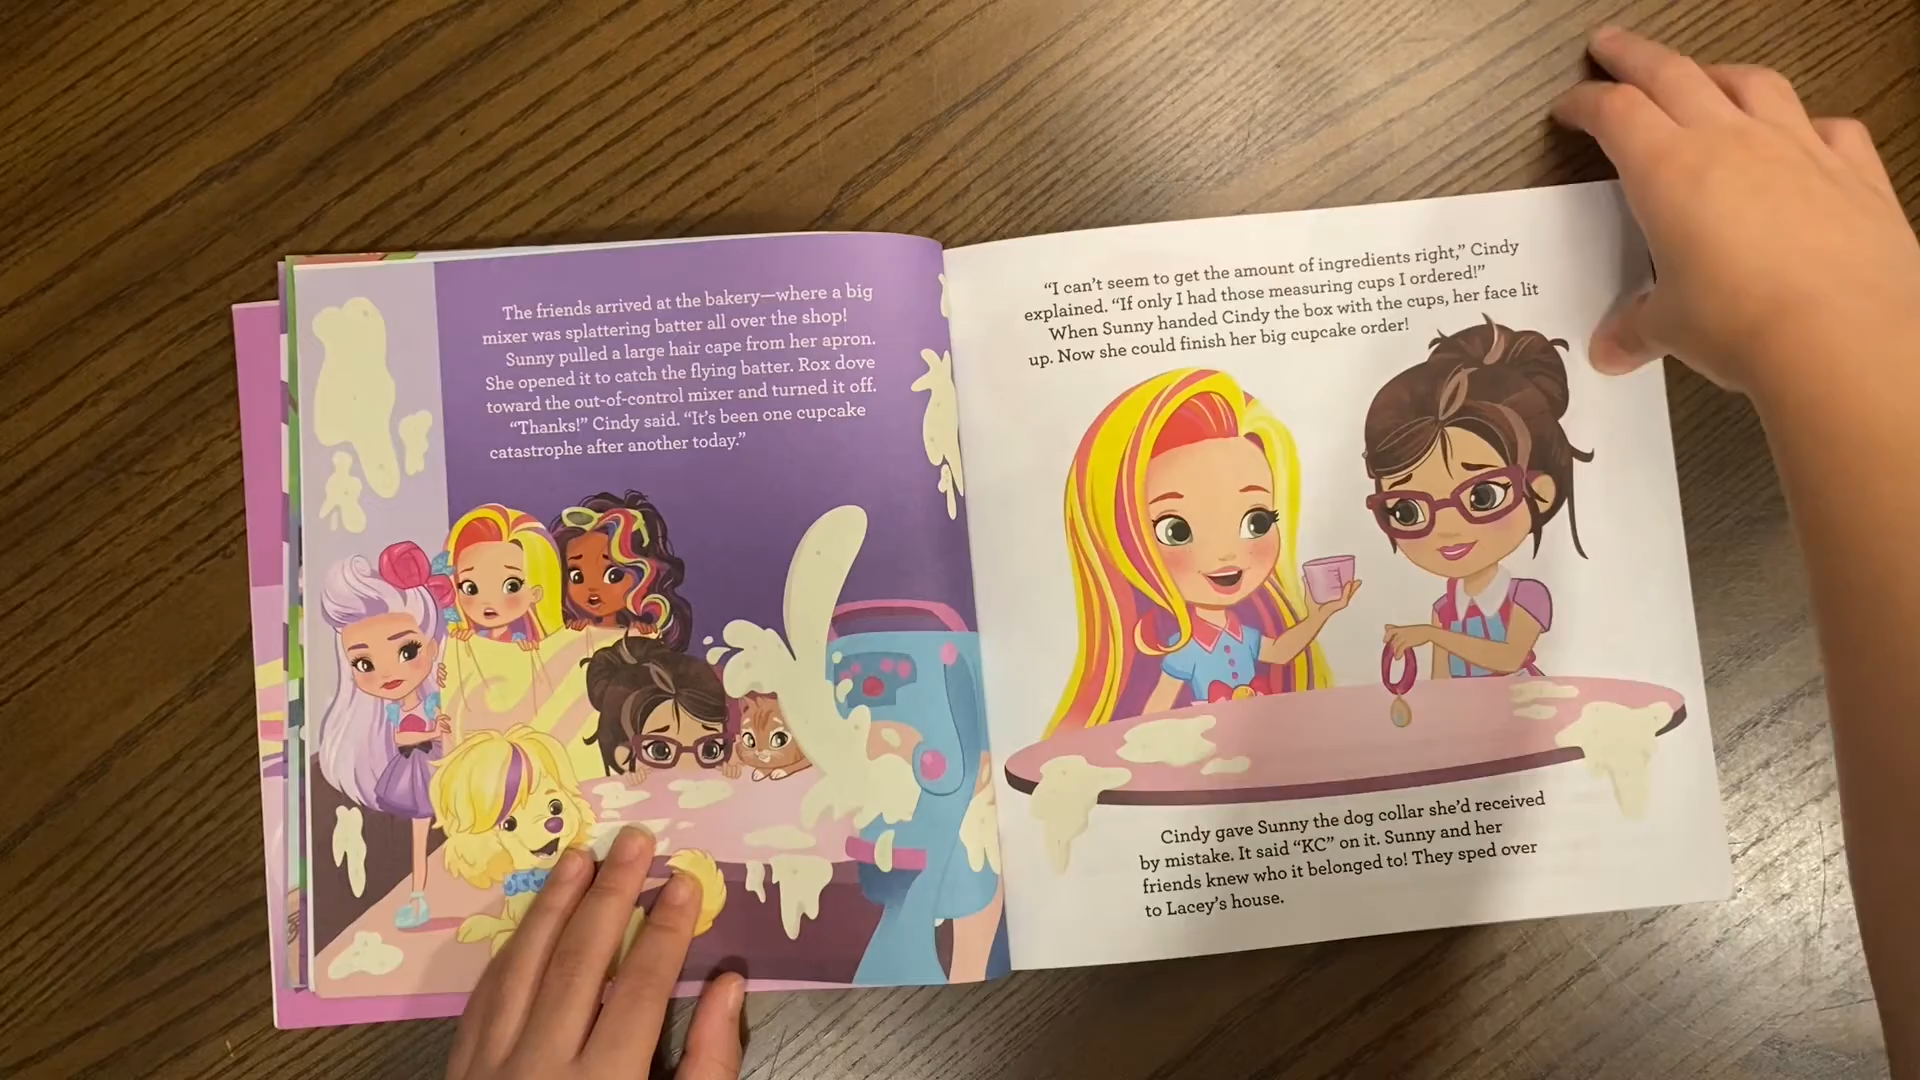 The friends arrived at the bakery—where a big
mixer was splattering batter all over the shop!
Sunny pulled a large hair cape from her apron.
She opened it to catch the flying batter. Rox dove
toward the out-of-control mixer and turned it off.
“Thanks!” Cindy said. “It’s been one cupcake
catastrophe after another today.”
“I can’t seem to get the amount of ingredients right,” Cindy
explained. “If only I had those measuring cups I ordered!”
When Sunny handed Cindy the box with the cups, her face lit
up. Now she could finish her big cupcake order!
Cindy gave Sunny the dog collar she’d received
by mistake. It said “KC” on it. Sunny and her
friends knew who it belonged to! They sped over
to Lacey’s house.